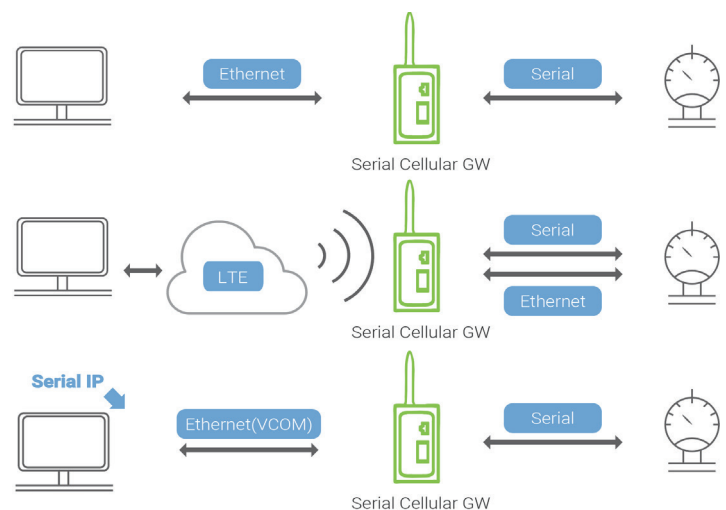 Ethernet
Serial
Serial Cellular GW
LTE
Serial
Ethernet
Serial Cellular GW
Serial IP
Ethernet(VCOM)
Serial
Serial Cellular GW